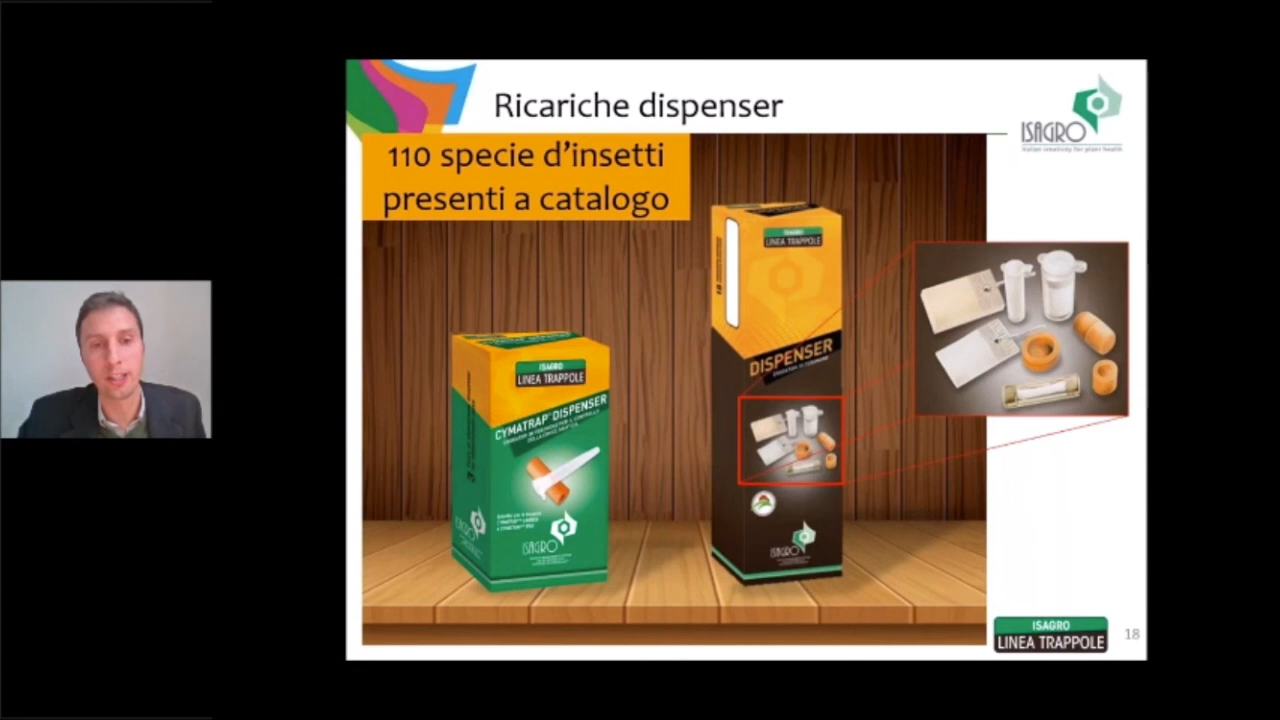 Ricariche dispenser
ISAGRO
Italian creativity for plant health
110 specie d'insetti
presenti a catalogo
ISAGRO
LINEA TRAPPOLE
CYMATRAP® DISPENSER
ISAGRO
LINEA TRAPPOLE
DISPENSER
ISAGRO
ISAGRO
ISAGRO
ISAGRO
LINEA TRAPPOLE
18